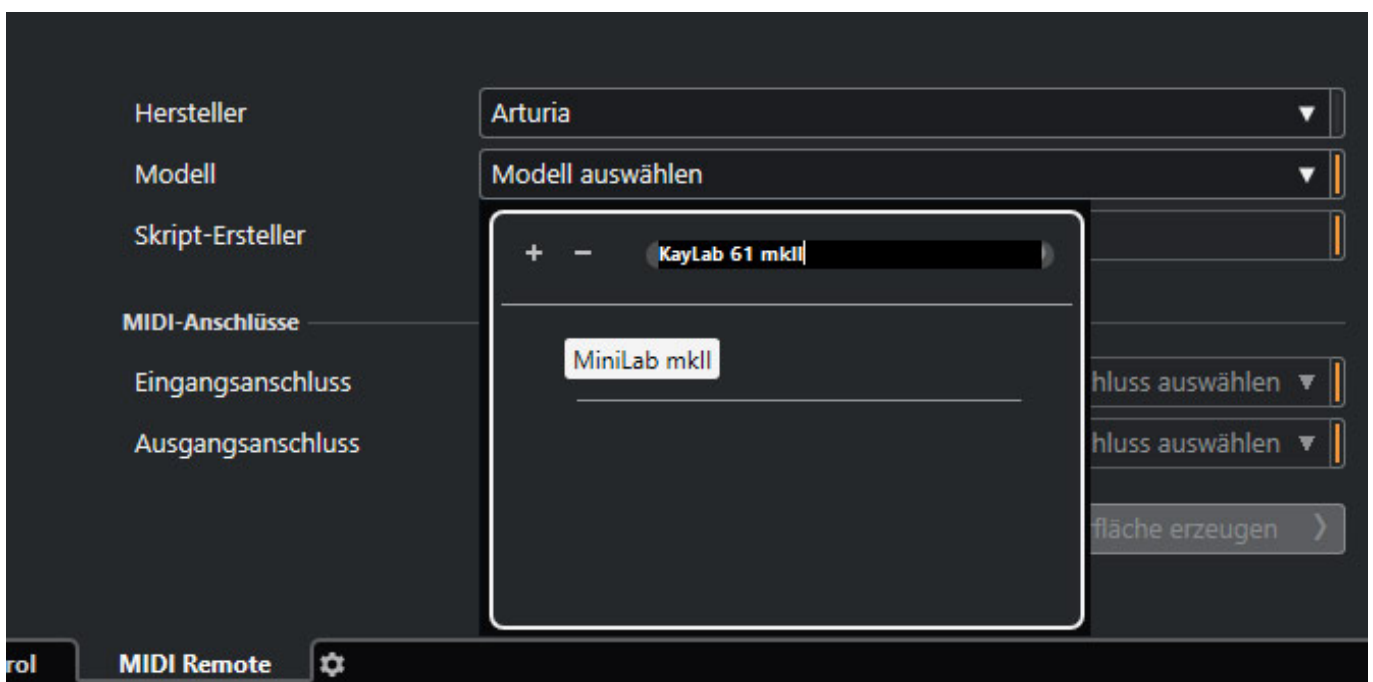 Hersteller Arturia
Modell Modell auswählen
Skript-Ersteller
+ − KayLab 61 mkII
MIDI-Anschlüsse
MiniLab mkII
Eingangsanschluss hluss auswählen
Ausgangsanschluss hluss auswählen
fläche erzeugen
rol MIDI Remote